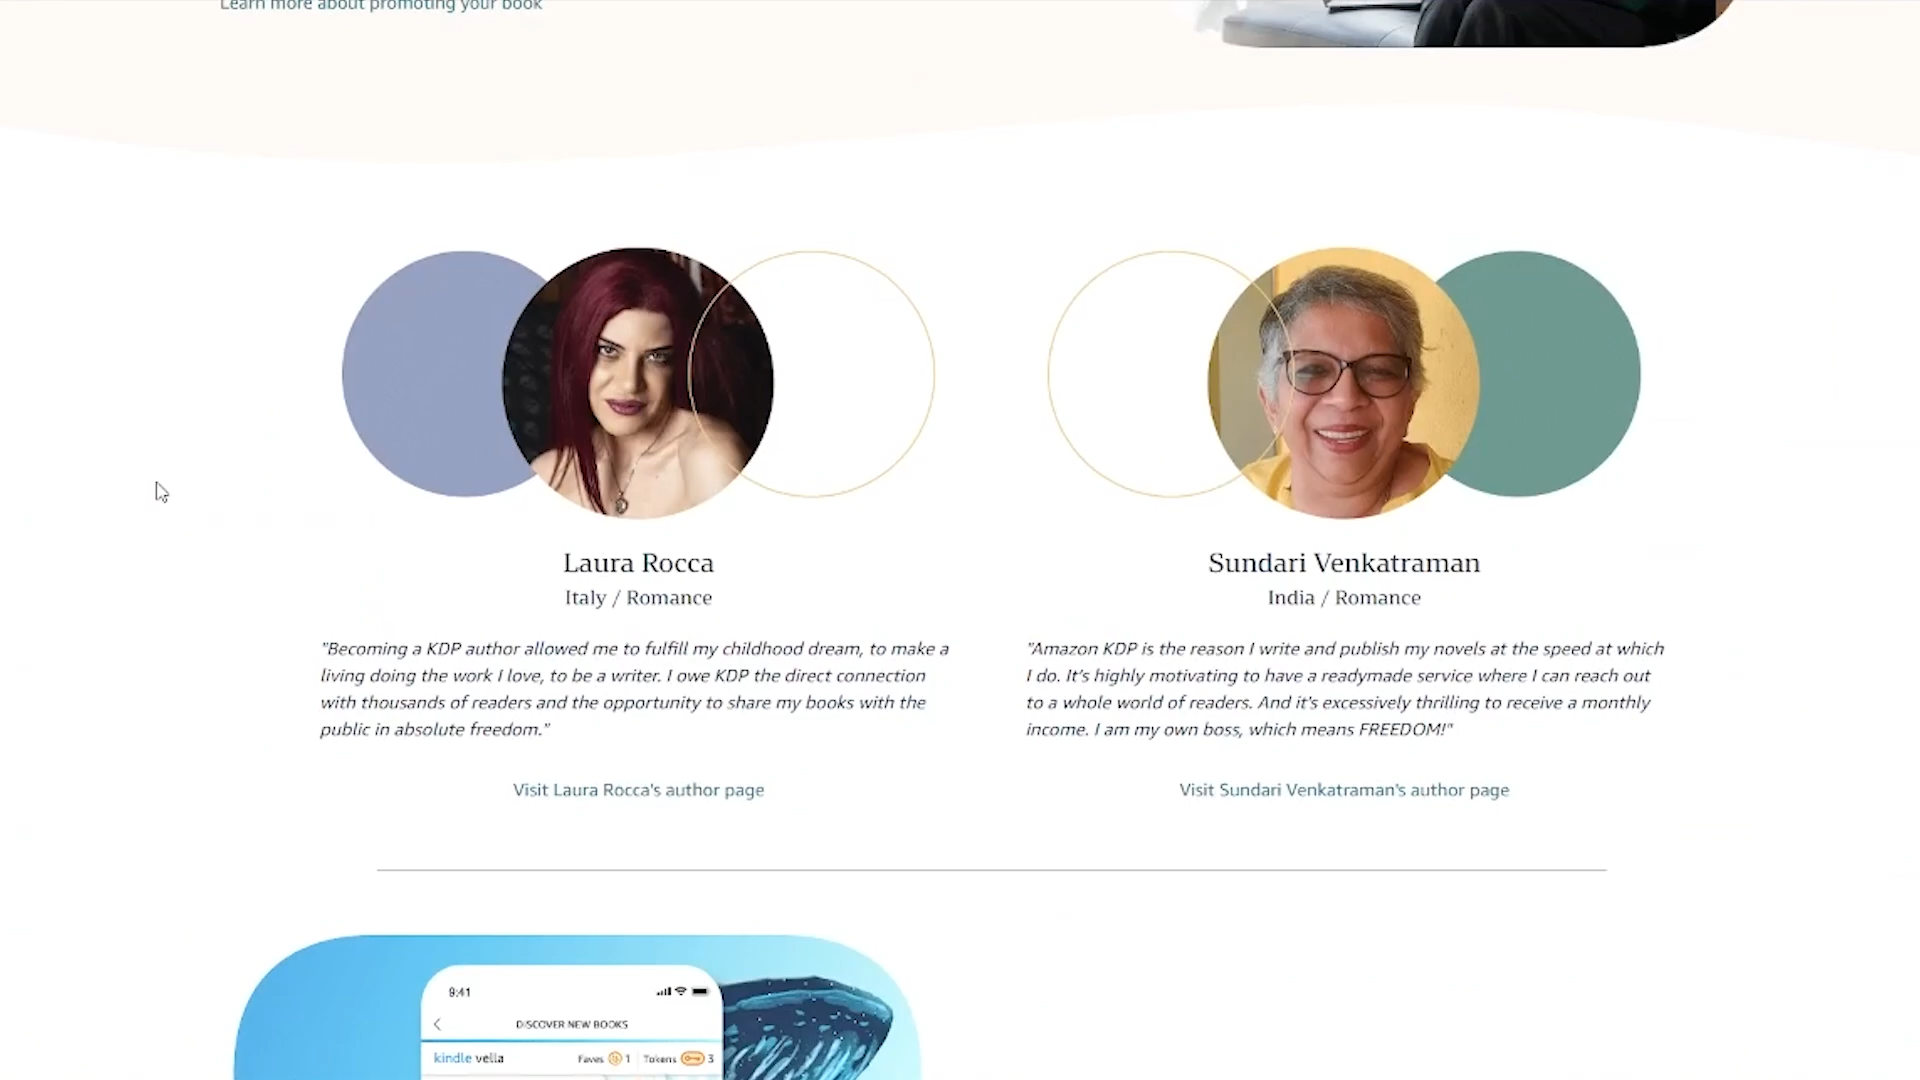 Learn more about promoting your book
Laura Rocca
Italy / Romance
"Becoming a KDP author allowed me to fulfill my childhood dream, to make a
living doing the work I love, to be a writer. I owe KDP the direct connection
with thousands of readers and the opportunity to share my books with the
public in absolute freedom."
Visit Laura Rocca's author page
Sundari Venkatraman
India / Romance
"Amazon KDP is the reason I write and publish my novels at the speed at which
I do. It's highly motivating to have a readymade service where I can reach out
to a whole world of readers. And it's excessively thrilling to receive a monthly
income. I am my own boss, which means FREEDOM!"
Visit Sundari Venkatraman's author page
9:41
DISCOVER NEW BOOKS
kindle vella Faves 1 Tokens 3